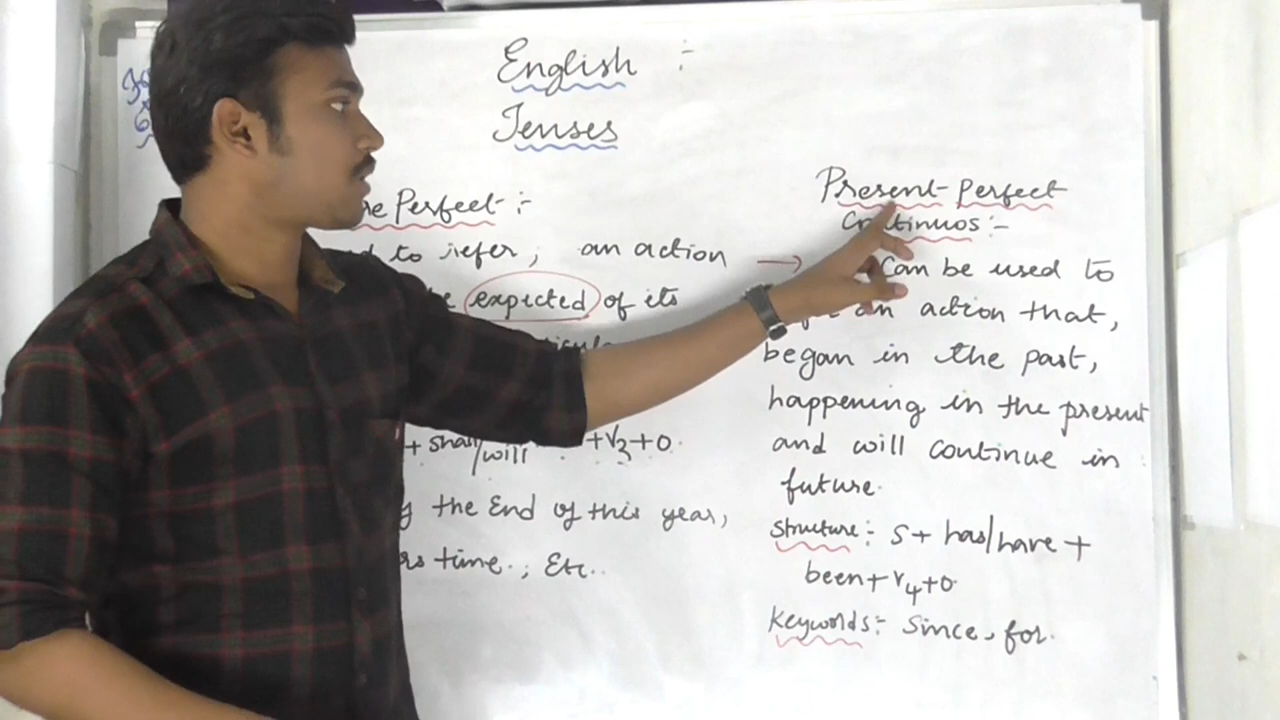 English :-
Tenses
Perfect :-
to refer, an action
expected of its
+ shall/will +V3+O.
the End of this year,
time., Etc..
Present-perfect
Continuos :-
→ Can be used to
an action that,
began in the past,
happening in the present
and will continue in
future.
Structure :- S+ has/have +
been+V4+O.
Keywords :- Since, for.